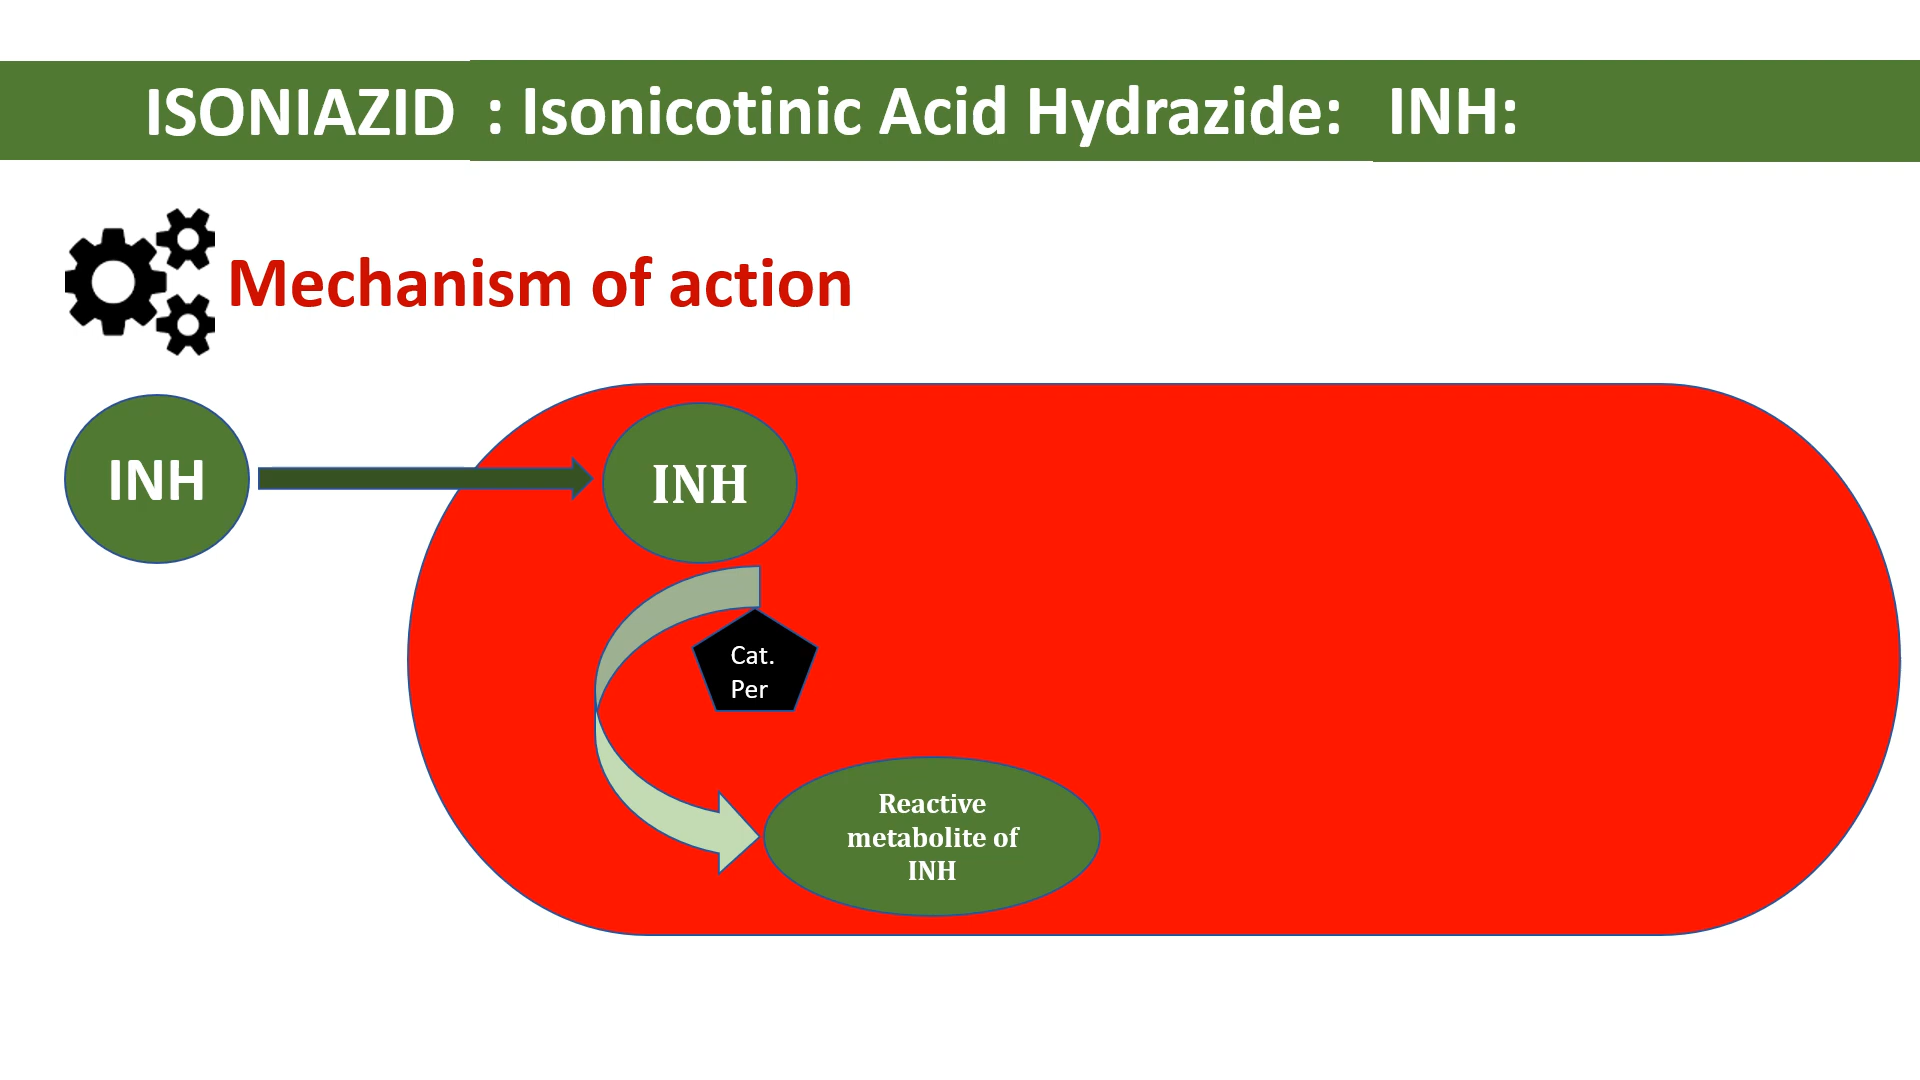 ISONIAZID : Isonicotinic Acid Hydrazide: INH:
Mechanism of action
INH
INH
Cat.
Per
Reactive
metabolite of
INH